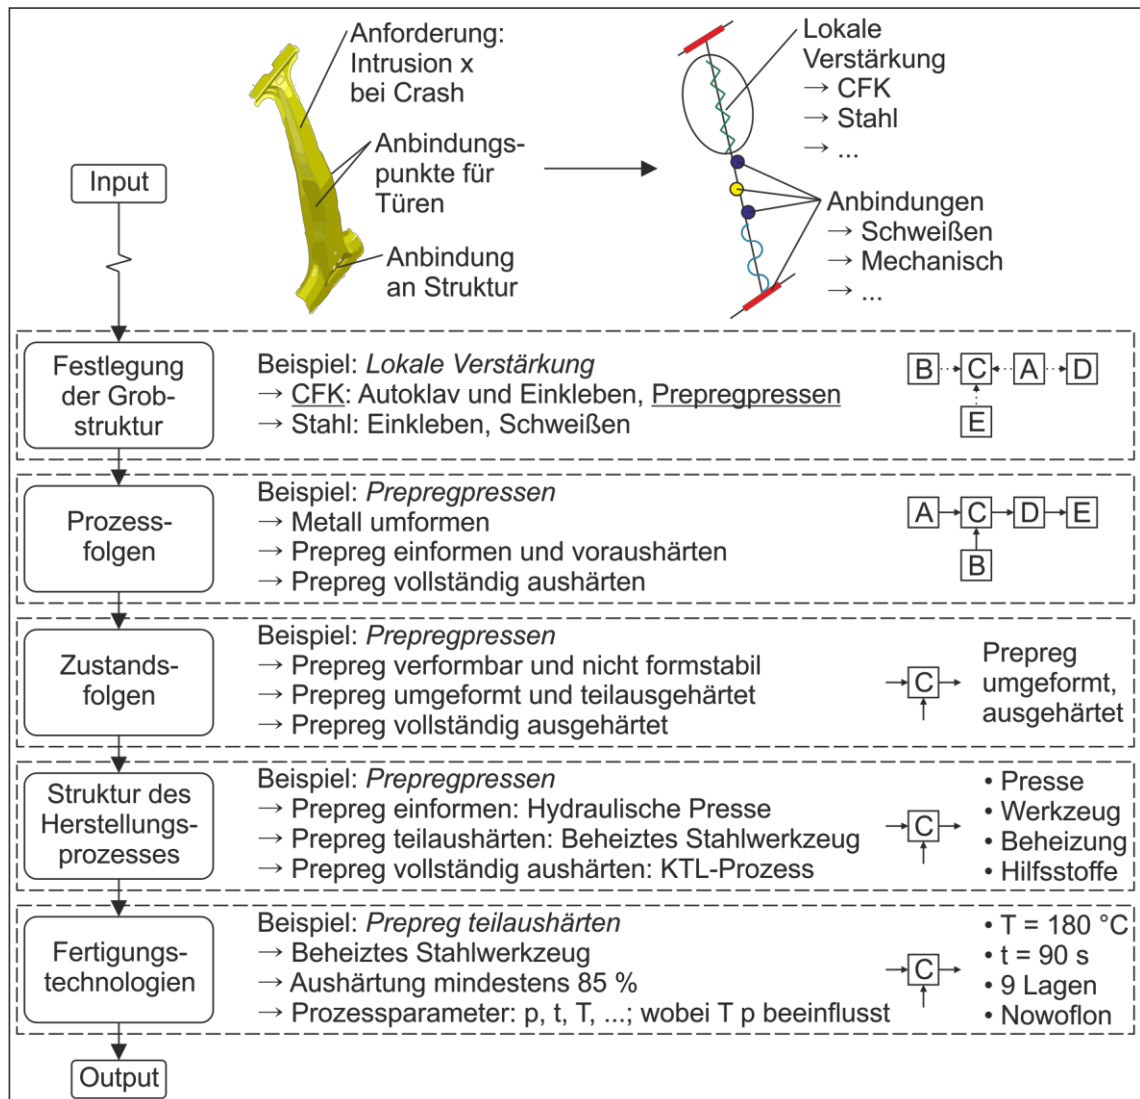 Anforderung:
Intrusion x
bei Crash
Anbindungs-
punkte für
Türen
Anbindung
an Struktur
Lokale
Verstärkung
→ CFK
→ Stahl
→ ...
Anbindungen
→ Schweißen
→ Mechanisch
→ ...
Input
Festlegung
der Grob-
struktur
Beispiel: Lokale Verstärkung
→ CFK: Autoklav und Einkleben, Prepregpressen
→ Stahl: Einkleben, Schweißen
B C A D
E
Prozess-
folgen
Beispiel: Prepregpressen
→ Metall umformen
→ Prepreg einformen und voraushärten
→ Prepreg vollständig aushärten
A C D E
B
Zustands-
folgen
Beispiel: Prepregpressen
→ Prepreg verformbar und nicht formstabil
→ Prepreg umgeformt und teilausgehärtet
→ Prepreg vollständig ausgehärtet
C
Prepreg
umgeformt,
ausgehärtet
Struktur des
Herstellungs-
prozesses
Beispiel: Prepregpressen
→ Prepreg einformen: Hydraulische Presse
→ Prepreg teilaushärten: Beheiztes Stahlwerkzeug
→ Prepreg vollständig aushärten: KTL-Prozess
C
• Presse
• Werkzeug
• Beheizung
• Hilfsstoffe
Fertigungs-
technologien
Beispiel: Prepreg teilaushärten
→ Beheiztes Stahlwerkzeug
→ Aushärtung mindestens 85 %
→ Prozessparameter: p, t, T, ...; wobei T p beeinflusst
C
• T = 180 °C
• t = 90 s
• 9 Lagen
• Nowoflon
Output